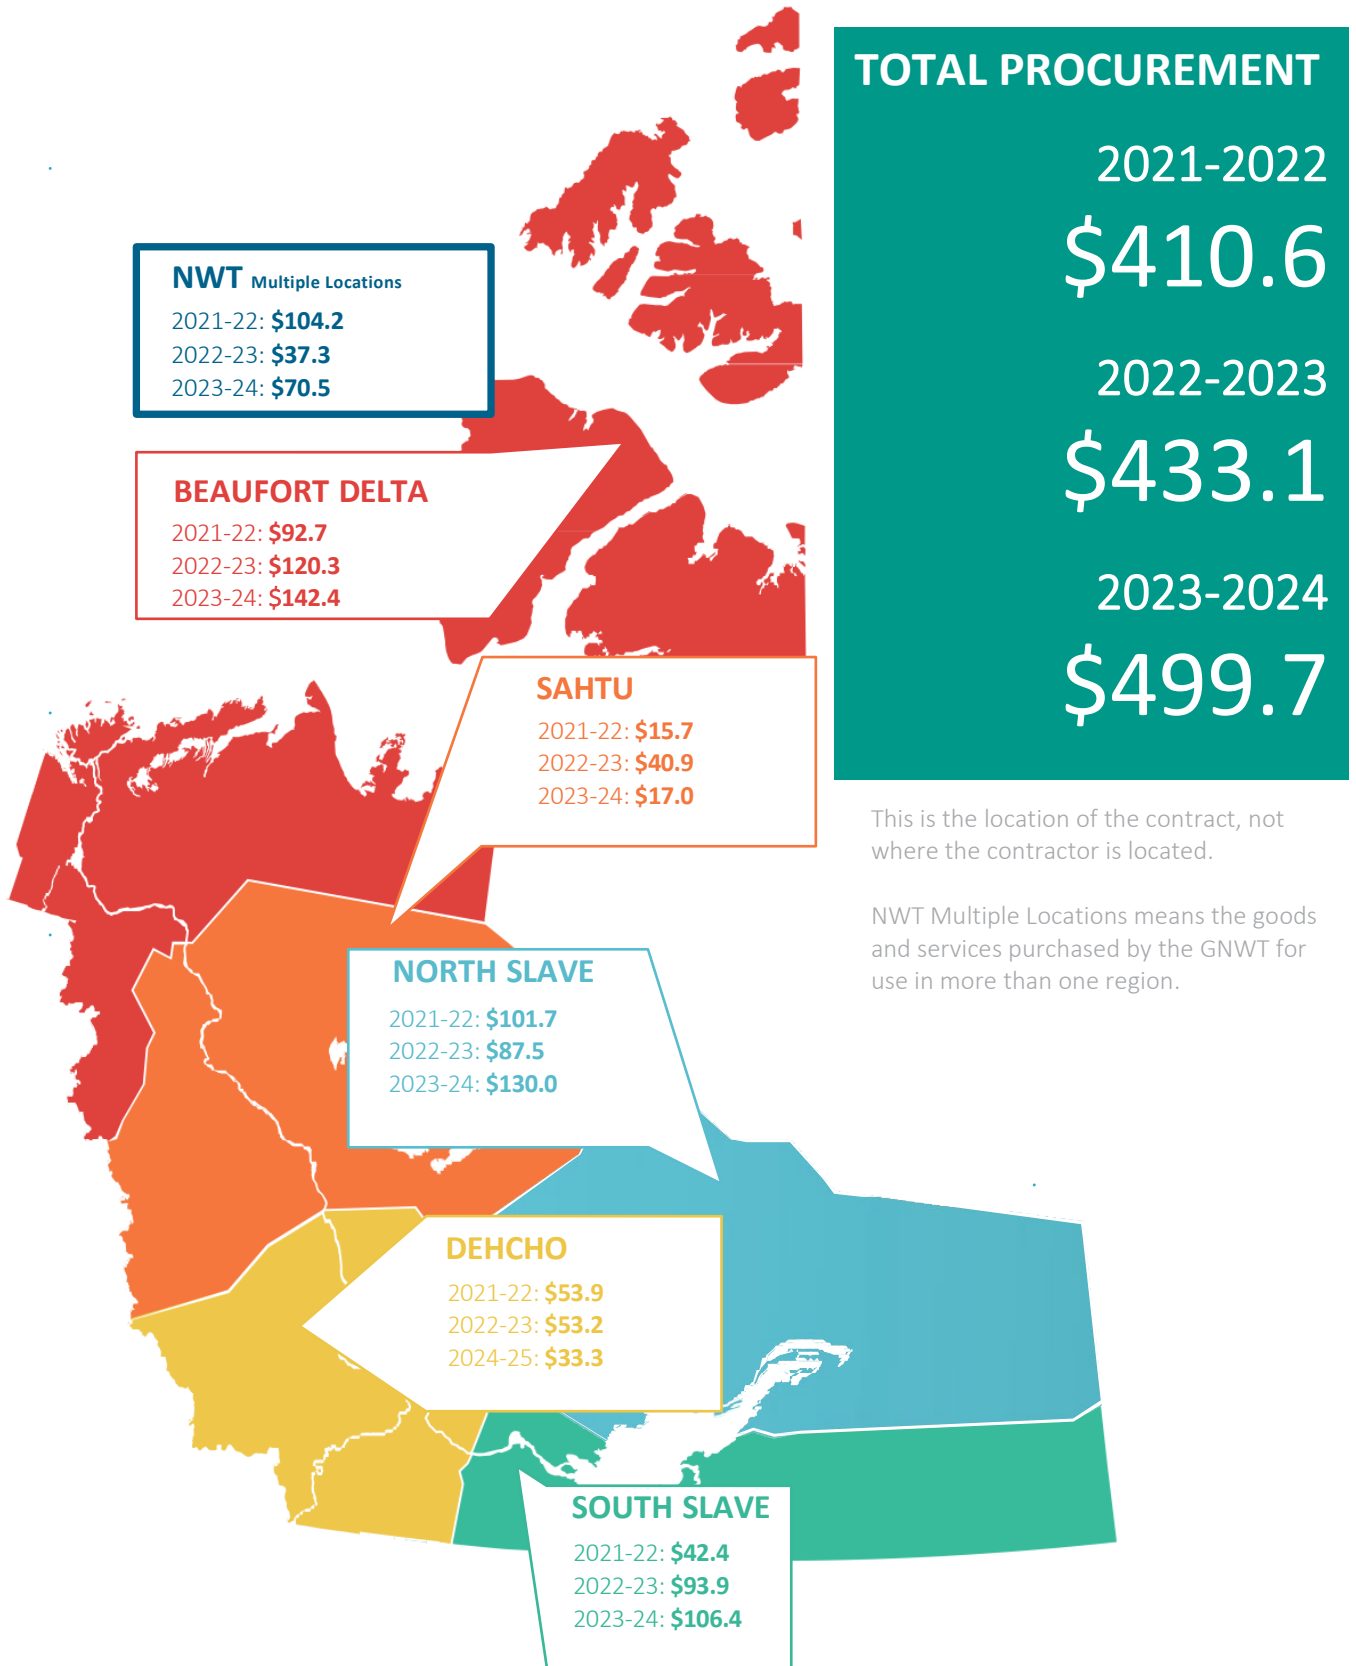 TOTAL PROCUREMENT
2021-2022
$410.6
2022-2023
$433.1
2023-2024
$499.7
This is the location of the contract, not
where the contractor is located.
NWT Multiple Locations means the goods
and services purchased by the GNWT for
use in more than one region.
NWT Multiple Locations
2021-22: $104.2
2022-23: $37.3
2023-24: $70.5
BEAUFORT DELTA
2021-22: $92.7
2022-23: $120.3
2023-24: $142.4
SAHTU
2021-22: $15.7
2022-23: $40.9
2023-24: $17.0
NORTH SLAVE
2021-22: $101.7
2022-23: $87.5
2023-24: $130.0
DEHCHO
2021-22: $53.9
2022-23: $53.2
2024-25: $33.3
SOUTH SLAVE
2021-22: $42.4
2022-23: $93.9
2023-24: $106.4